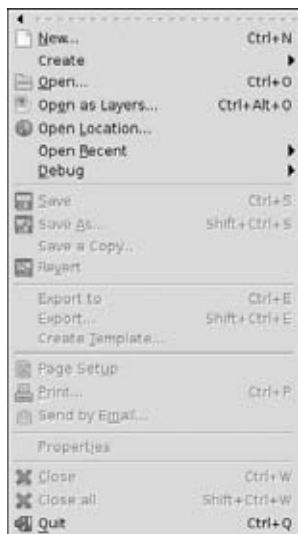 New... Ctrl+N
Create
Open... Ctrl+O
Open as Layers... Ctrl+Alt+O
Open Location...
Open Recent
Debug
Save Ctrl+S
Save As... Shift+Ctrl+S
Save a Copy...
Revert
Export to Ctrl+E
Export... Shift+Ctrl+E
Create Template...
Page Setup
Print... Ctrl+P
Send by Email...
Properties
Close Ctrl+W
Close all Shift+Ctrl+W
Quit Ctrl+Q